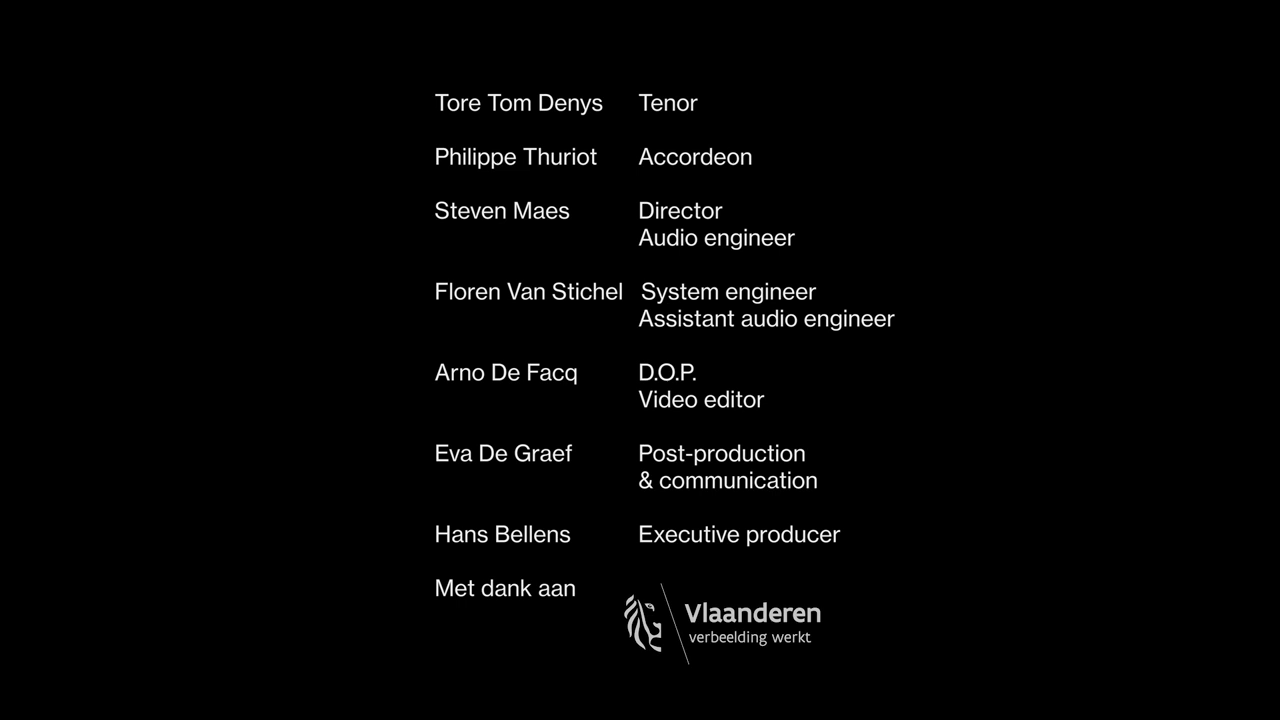 Tore Tom Denys Tenor
Philippe Thuriot Accordeon
Steven Maes Director
Audio engineer
Floren Van Stichel System engineer
Assistant audio engineer
Arno De Facq D.O.P.
Video editor
Eva De Graef Post-production
& communication
Hans Bellens Executive producer
Met dank aan
Vlaanderen
verbeelding werkt